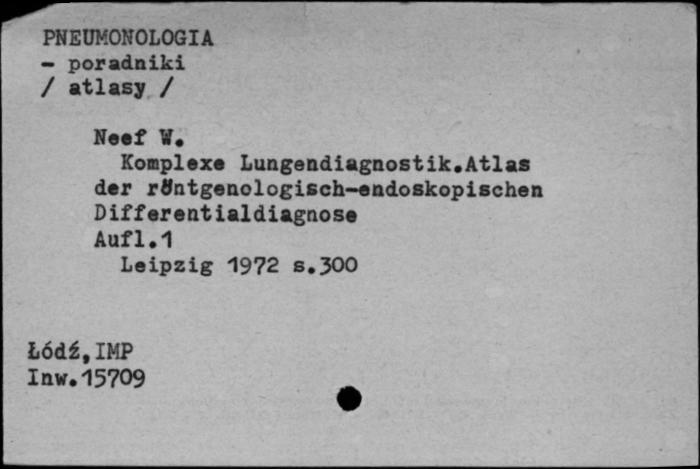 PNEUMONOLOGIA
- poradniki
/ atlasy /
Neef W.
Komplexe Lungendiagnostik.Atlas
der röntgenologisch-endoskopischen
Differentialdiagnose
Aufl.1
Leipzig 1972 s.300
Łódź,IMP
Inw.15709